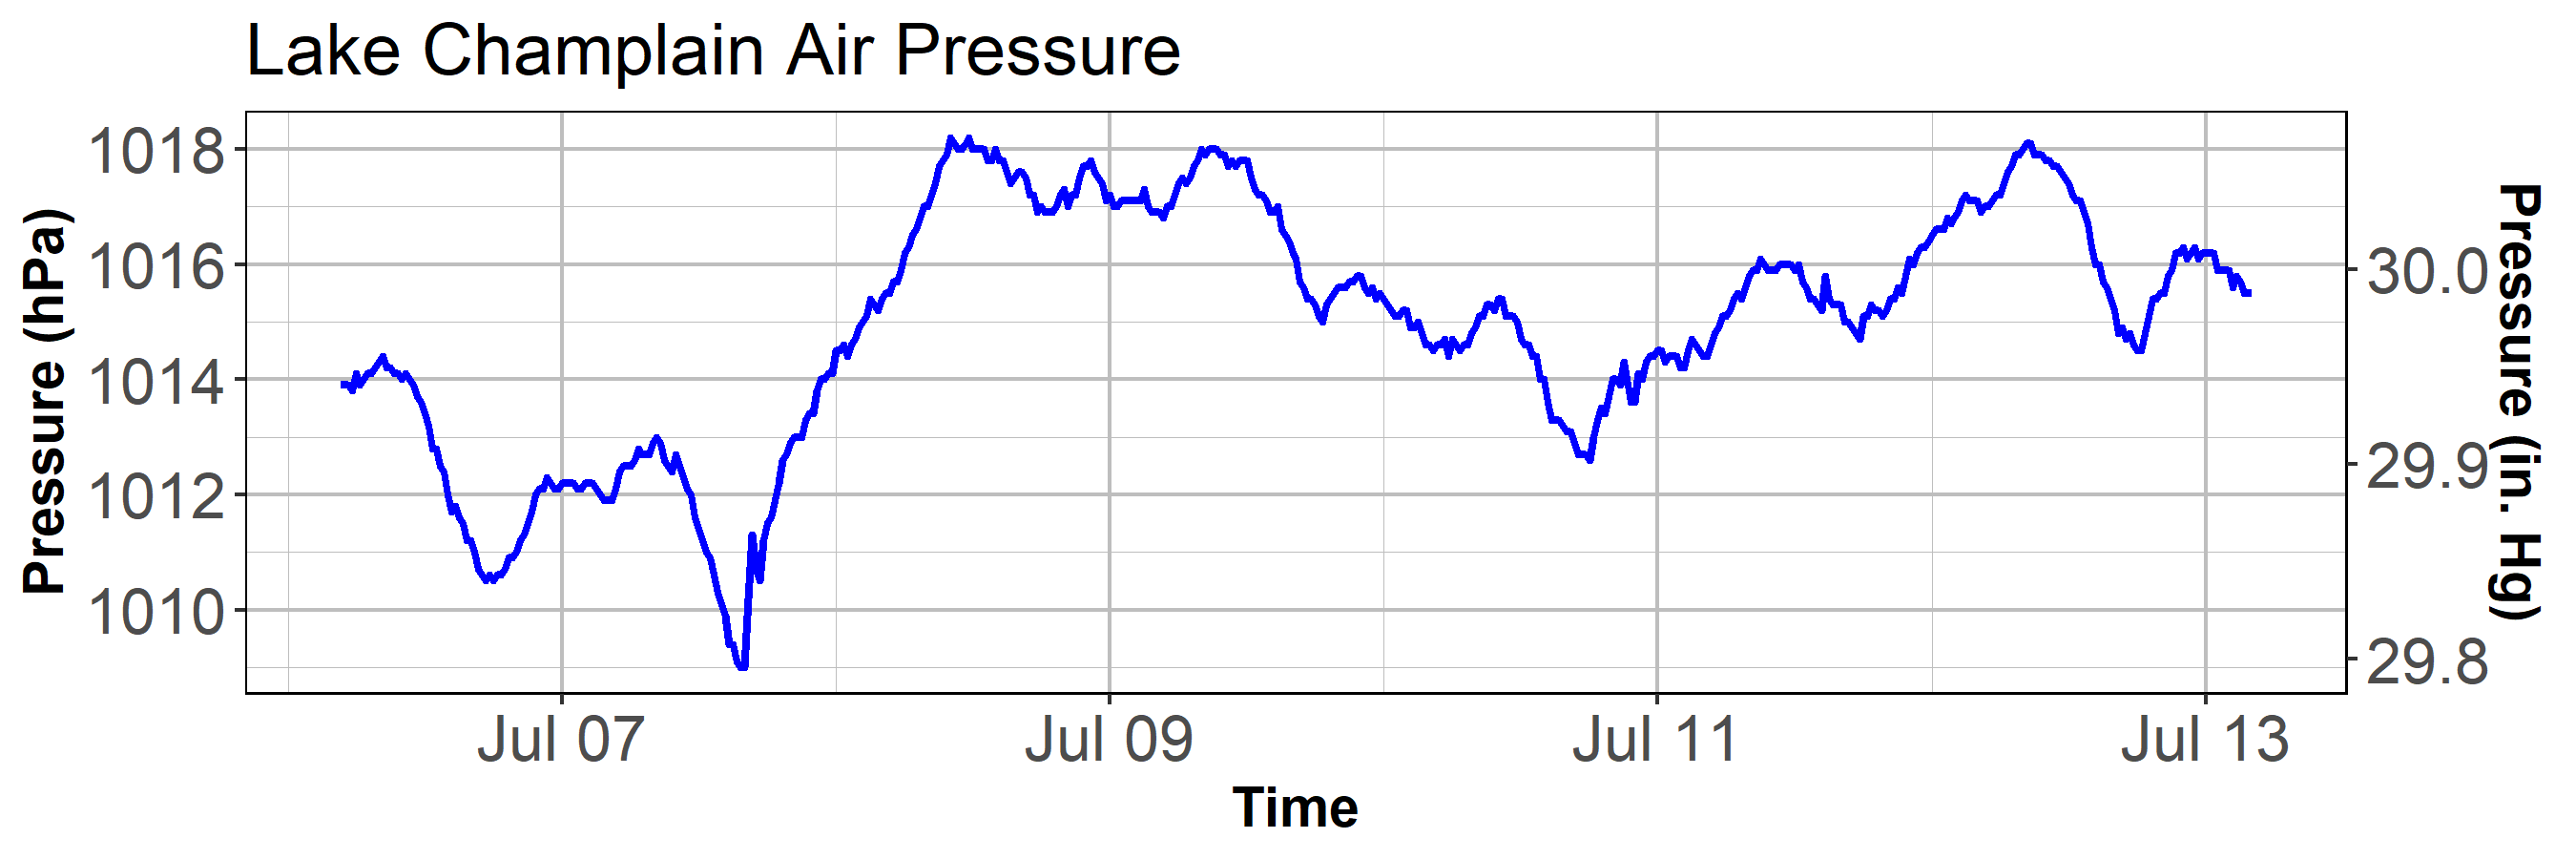 Lake Champlain Air Pressure
Pressure (hPa)
1018
1016
1014
1012
1010
30.0
29.9
29.8
Pressure (in. Hg)
Jul 07 Jul 09 Jul 11 Jul 13
Time